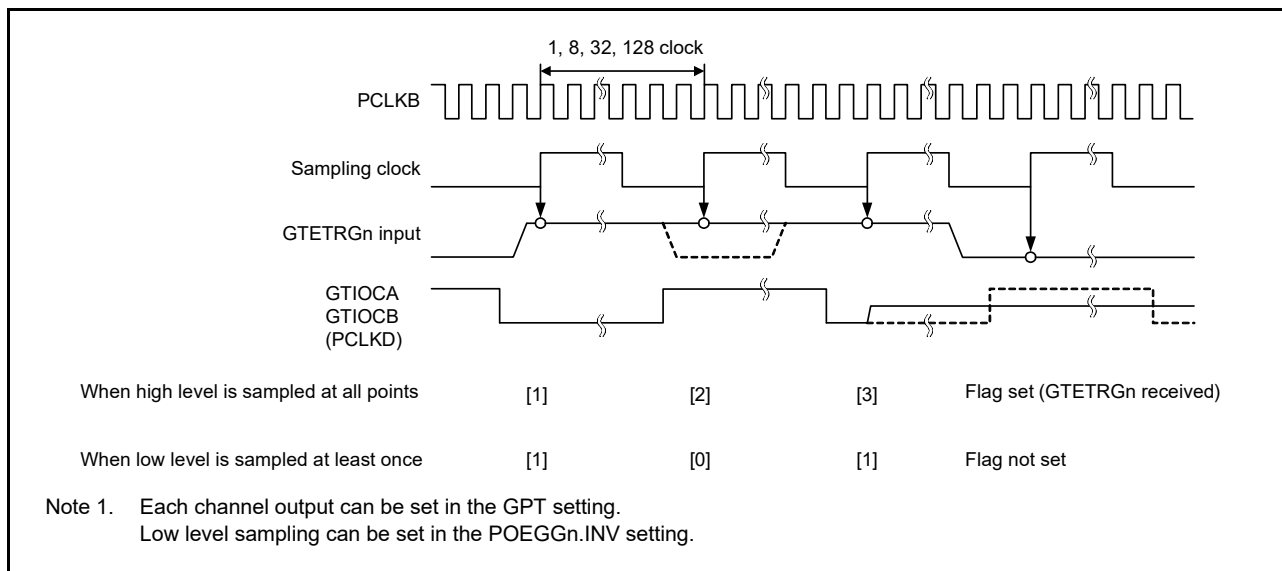 1, 8, 32, 128 clock
PCLKB
Sampling clock
GTETRGn input
GTIOCA
GTIOCB
(PCLKD)
When high level is sampled at all points [1] [2] [3] Flag set (GTETRGn received)
When low level is sampled at least once [1] [0] [1] Flag not set
Note 1. Each channel output can be set in the GPT setting.
Low level sampling can be set in the POEGGn.INV setting.